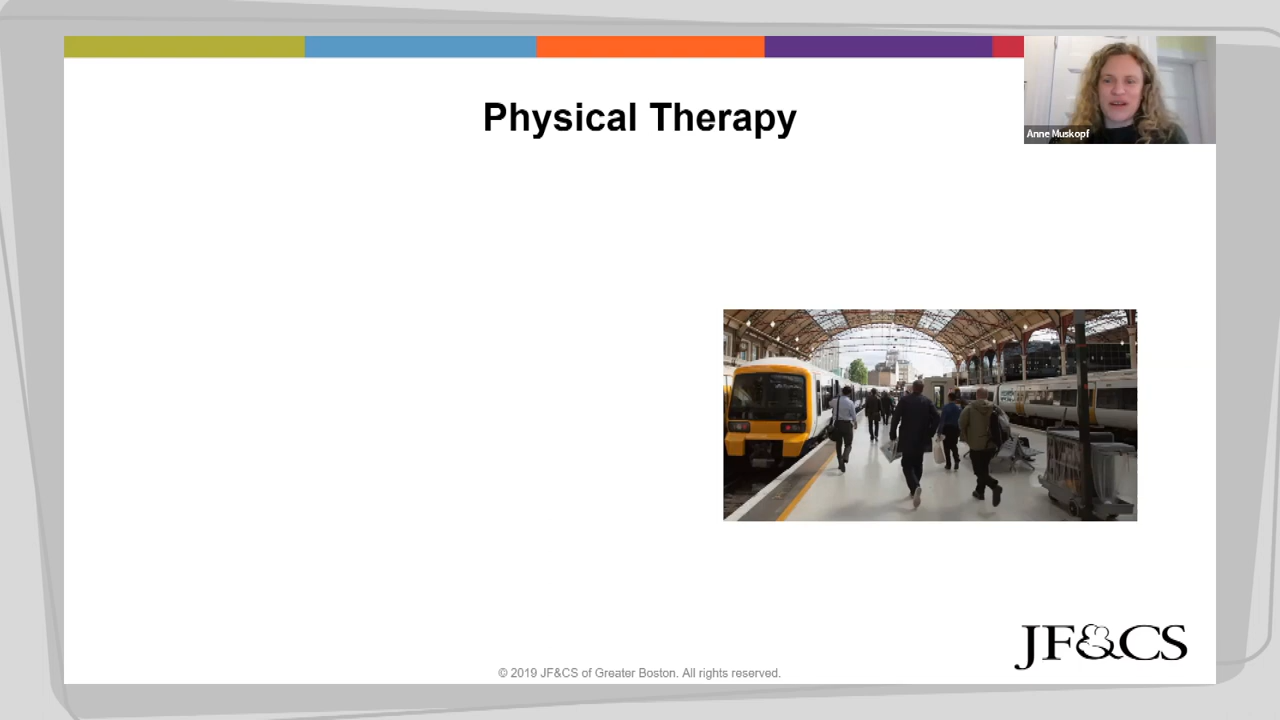 Physical Therapy
Anne Muskopf
JF&CS
© 2019 JF&CS of Greater Boston. All rights reserved.